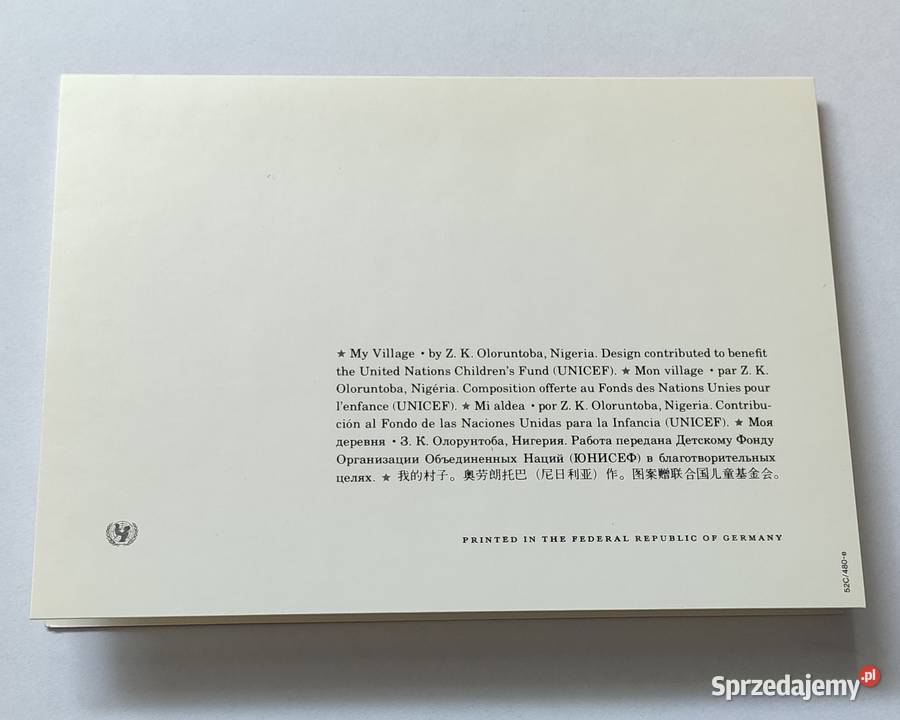 ★ My Village • by Z. K. Oloruntoba, Nigeria. Design contributed to benefit
the United Nations Children's Fund (UNICEF). ★ Mon village • par Z. K.
Oloruntoba, Nigéria. Composition offerte au Fonds des Nations Unies pour
l'enfance (UNICEF). ★ Mi aldea • por Z. K. Oloruntoba, Nigeria. Contribu-
ción al Fondo de las Naciones Unidas para la Infancia (UNICEF). ★ Моя
деревня • З. К. Олорунтоба, Нигерия. Работа передана Детскому Фонду
Организации Объединенных Наций (ЮНИСЕФ) в благотворительных
целях. ★ 我的村子。奥劳朗托巴（尼日利亚）作。图案赠联合国儿童基金会。
PRINTED IN THE FEDERAL REPUBLIC OF GERMANY
52C/480-e
Sprzedajemy.pl